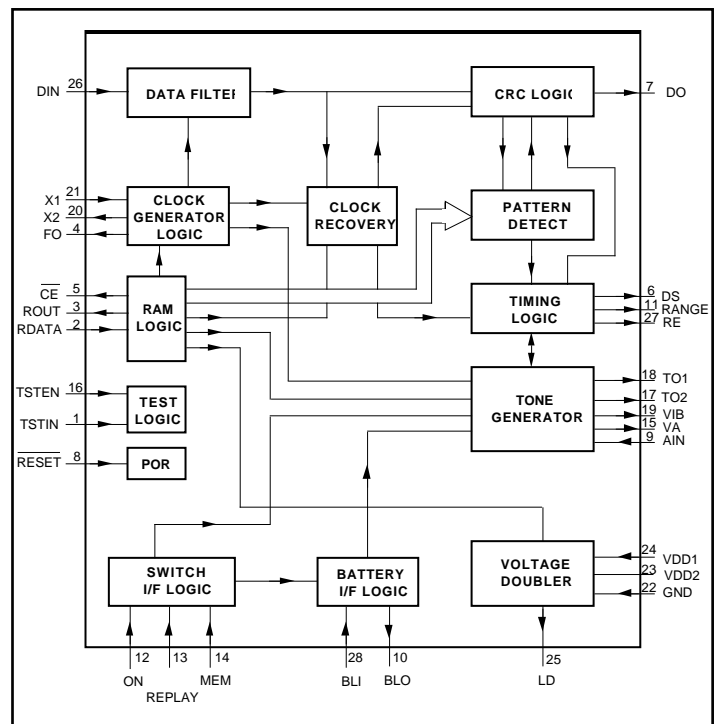 26
DIN
DATA FILTER
CRC LOGIC
7
DO
X1 21
X2 20
FO 4
CLOCK
GENERATOR
LOGIC
CLOCK
RECOVERY
PATTERN
DETECT
CE 5
ROUT 3
RDATA 2
RAM
LOGIC
TIMING
LOGIC
6 DS
11 RANGE
27 RE
TSTEN 16
TSTIN 1
TEST
LOGIC
TONE
GENERATOR
18 TO1
17 TO2
19 VIB
15 VA
9 AIN
RESET 8
POR
SWITCH
I/F LOGIC
BATTERY
I/F LOGIC
VOLTAGE
DOUBLER
24 VDD1
23 VDD2
22 GND
12 13 14 28 10 25
ON MEM BLI BLO LD
REPLAY